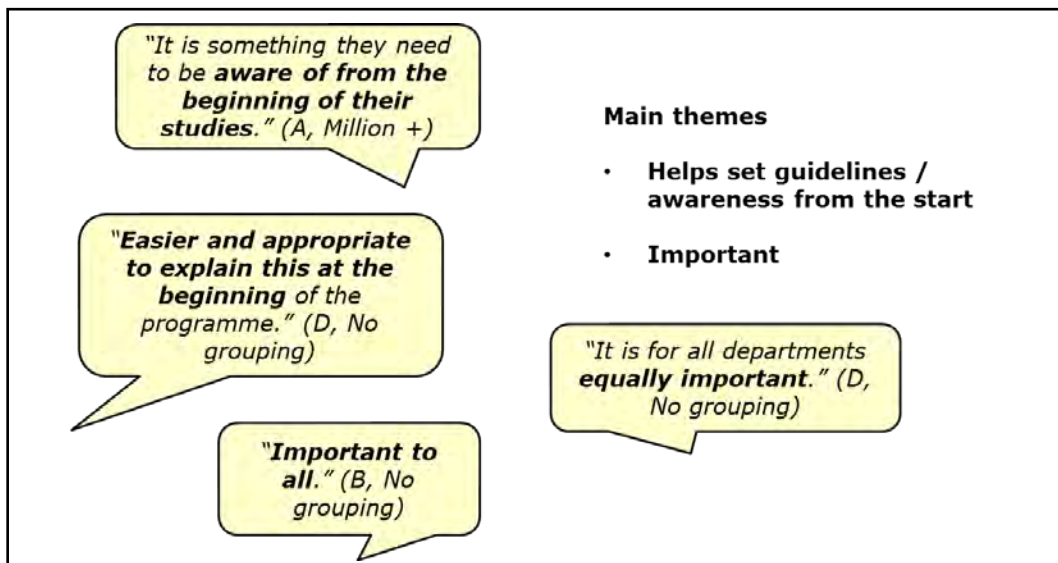 “It is something they need
to be aware of from the
beginning of their
studies.” (A, Million +)
Main themes
• Helps set guidelines /
awareness from the start
• Important
“Easier and appropriate
to explain this at the
beginning of the
programme.” (D, No
grouping)
“It is for all departments
equally important.” (D,
No grouping)
“Important to
all.” (B, No
grouping)